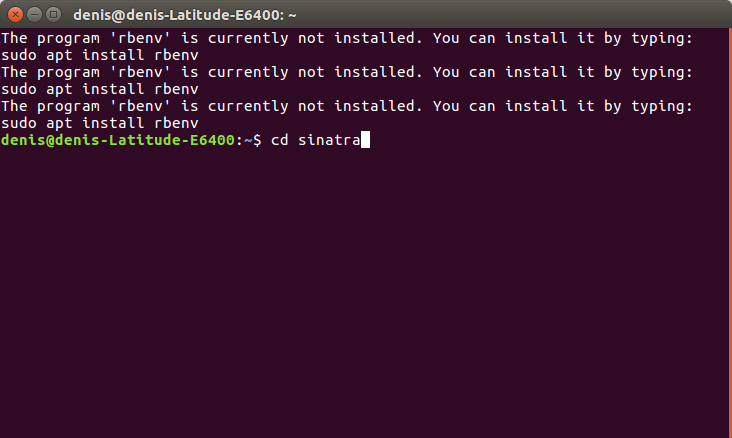 denis@denis-Latitude-E6400: ~
The program 'rbenv' is currently not installed. You can install it by typing:
sudo apt install rbenv
The program 'rbenv' is currently not installed. You can install it by typing:
sudo apt install rbenv
The program 'rbenv' is currently not installed. You can install it by typing:
sudo apt install rbenv
denis@denis-Latitude-E6400:~$ cd sinatra